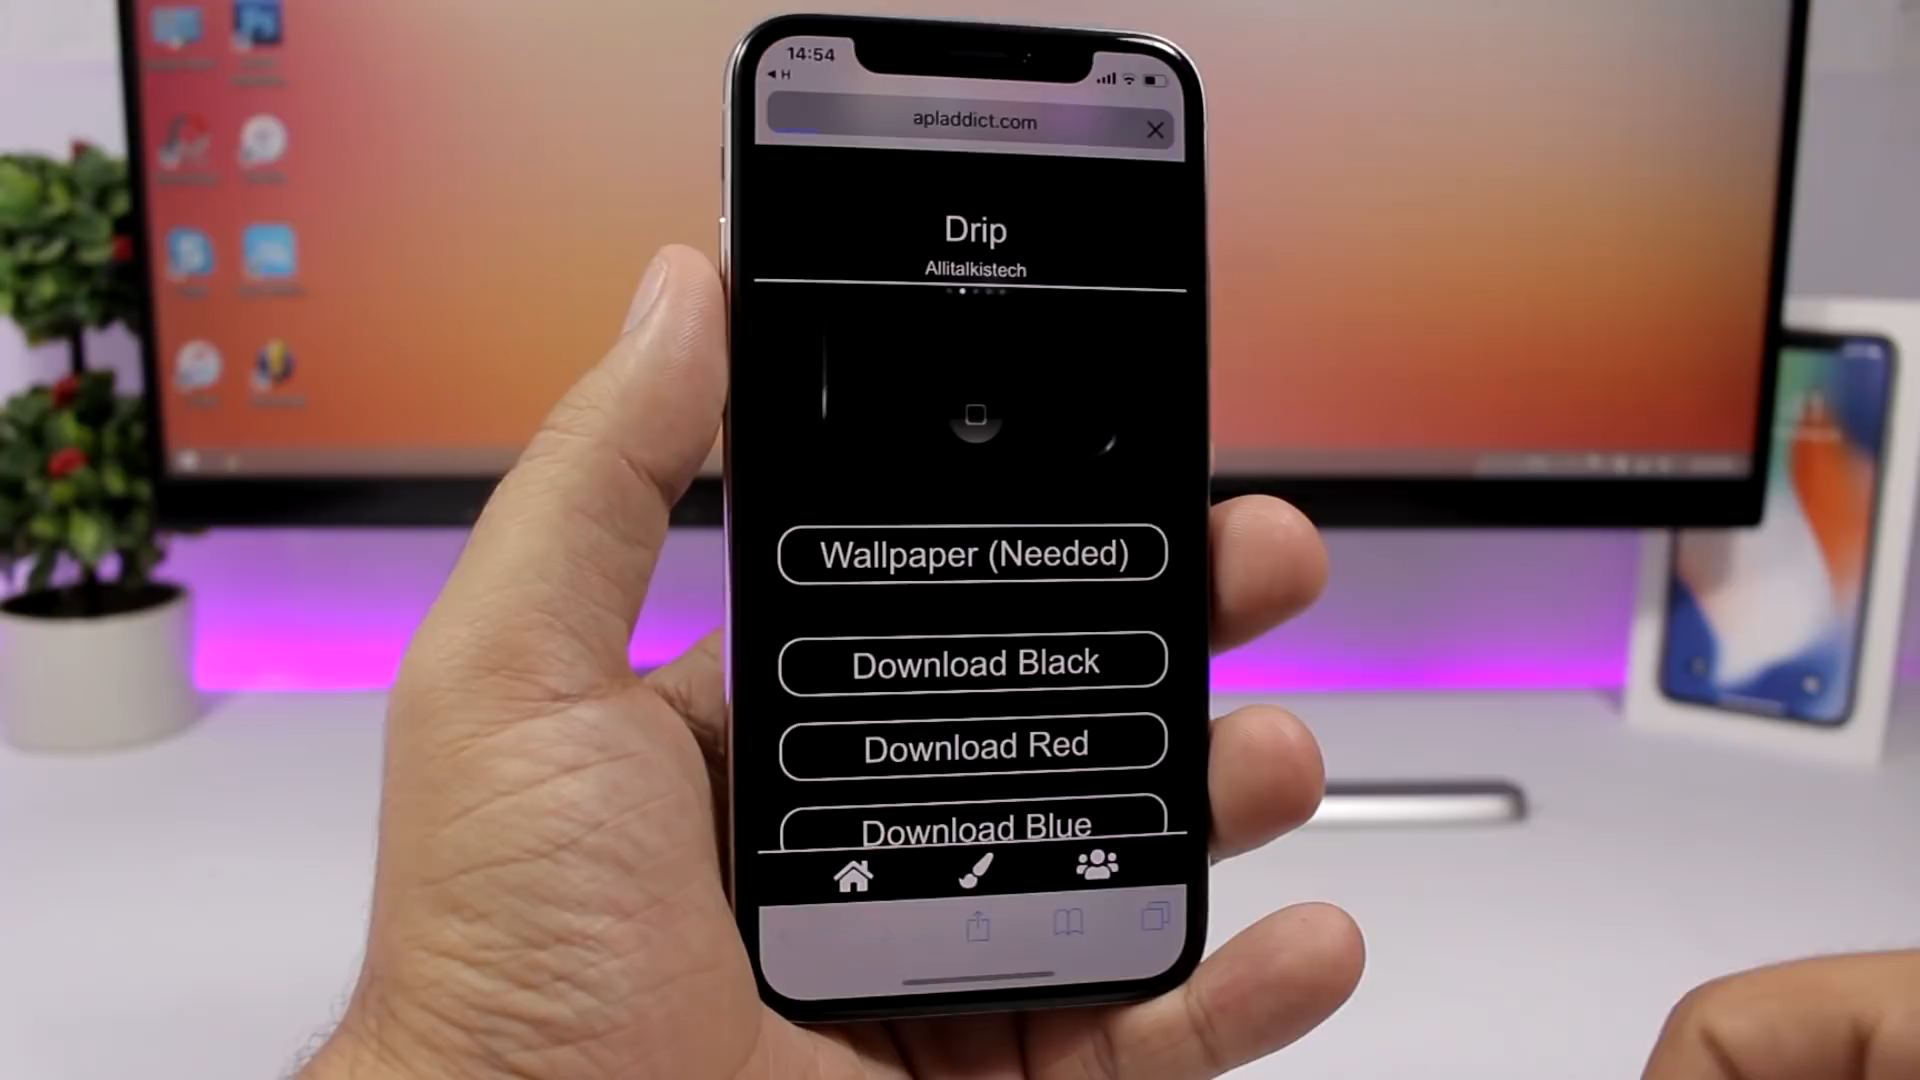 14:54
◀ H
apladdict.com
Drip
Allitalkistech
Wallpaper (Needed)
Download Black
Download Red
Download Blue